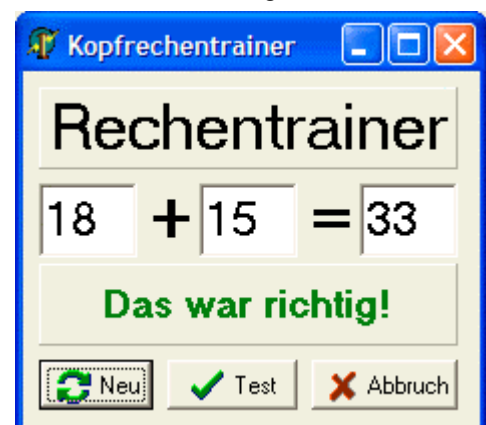 Kopfrechentrainer
Rechentrainer
18 + 15 = 33
Das war richtig!
Neu Test Abbruch